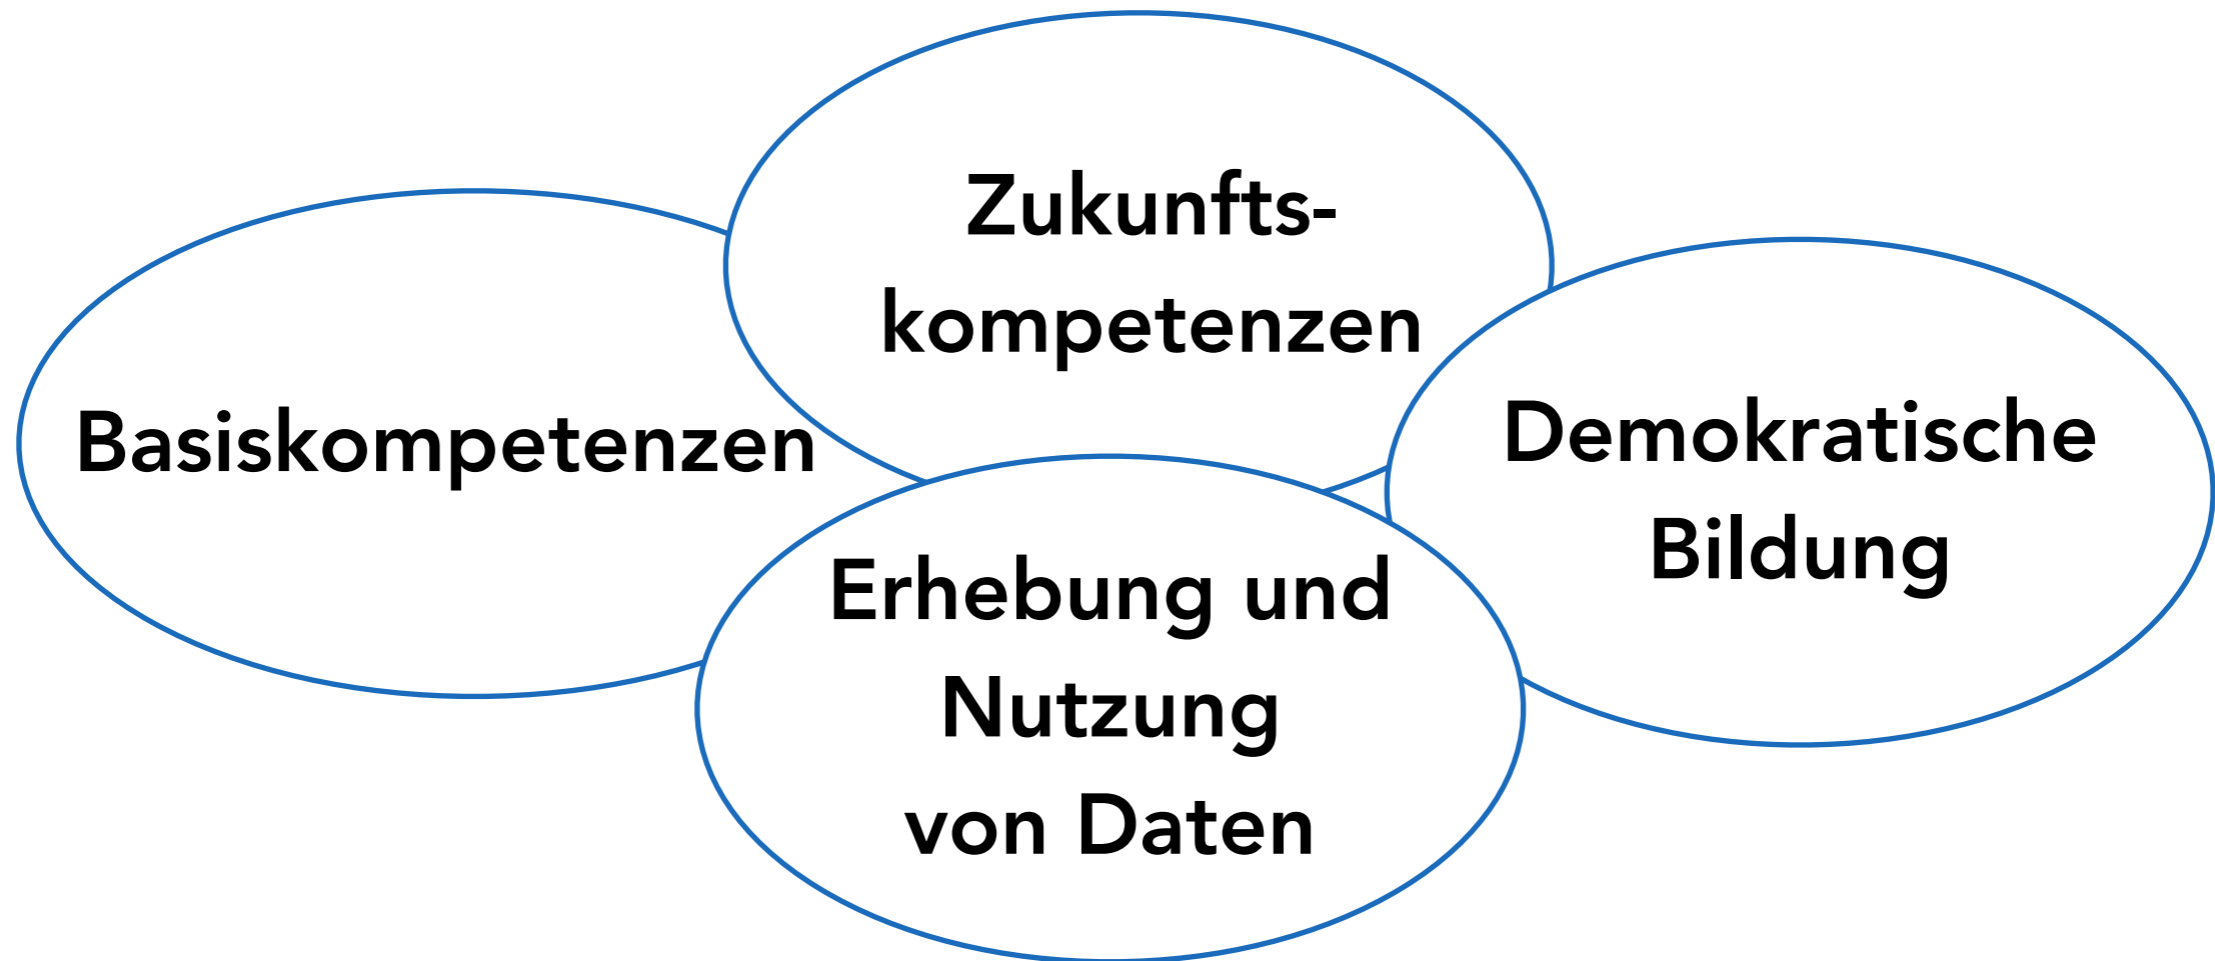 Zukunfts-
kompetenzen
Basiskompetenzen
Demokratische
Bildung
Erhebung und
Nutzung
von Daten